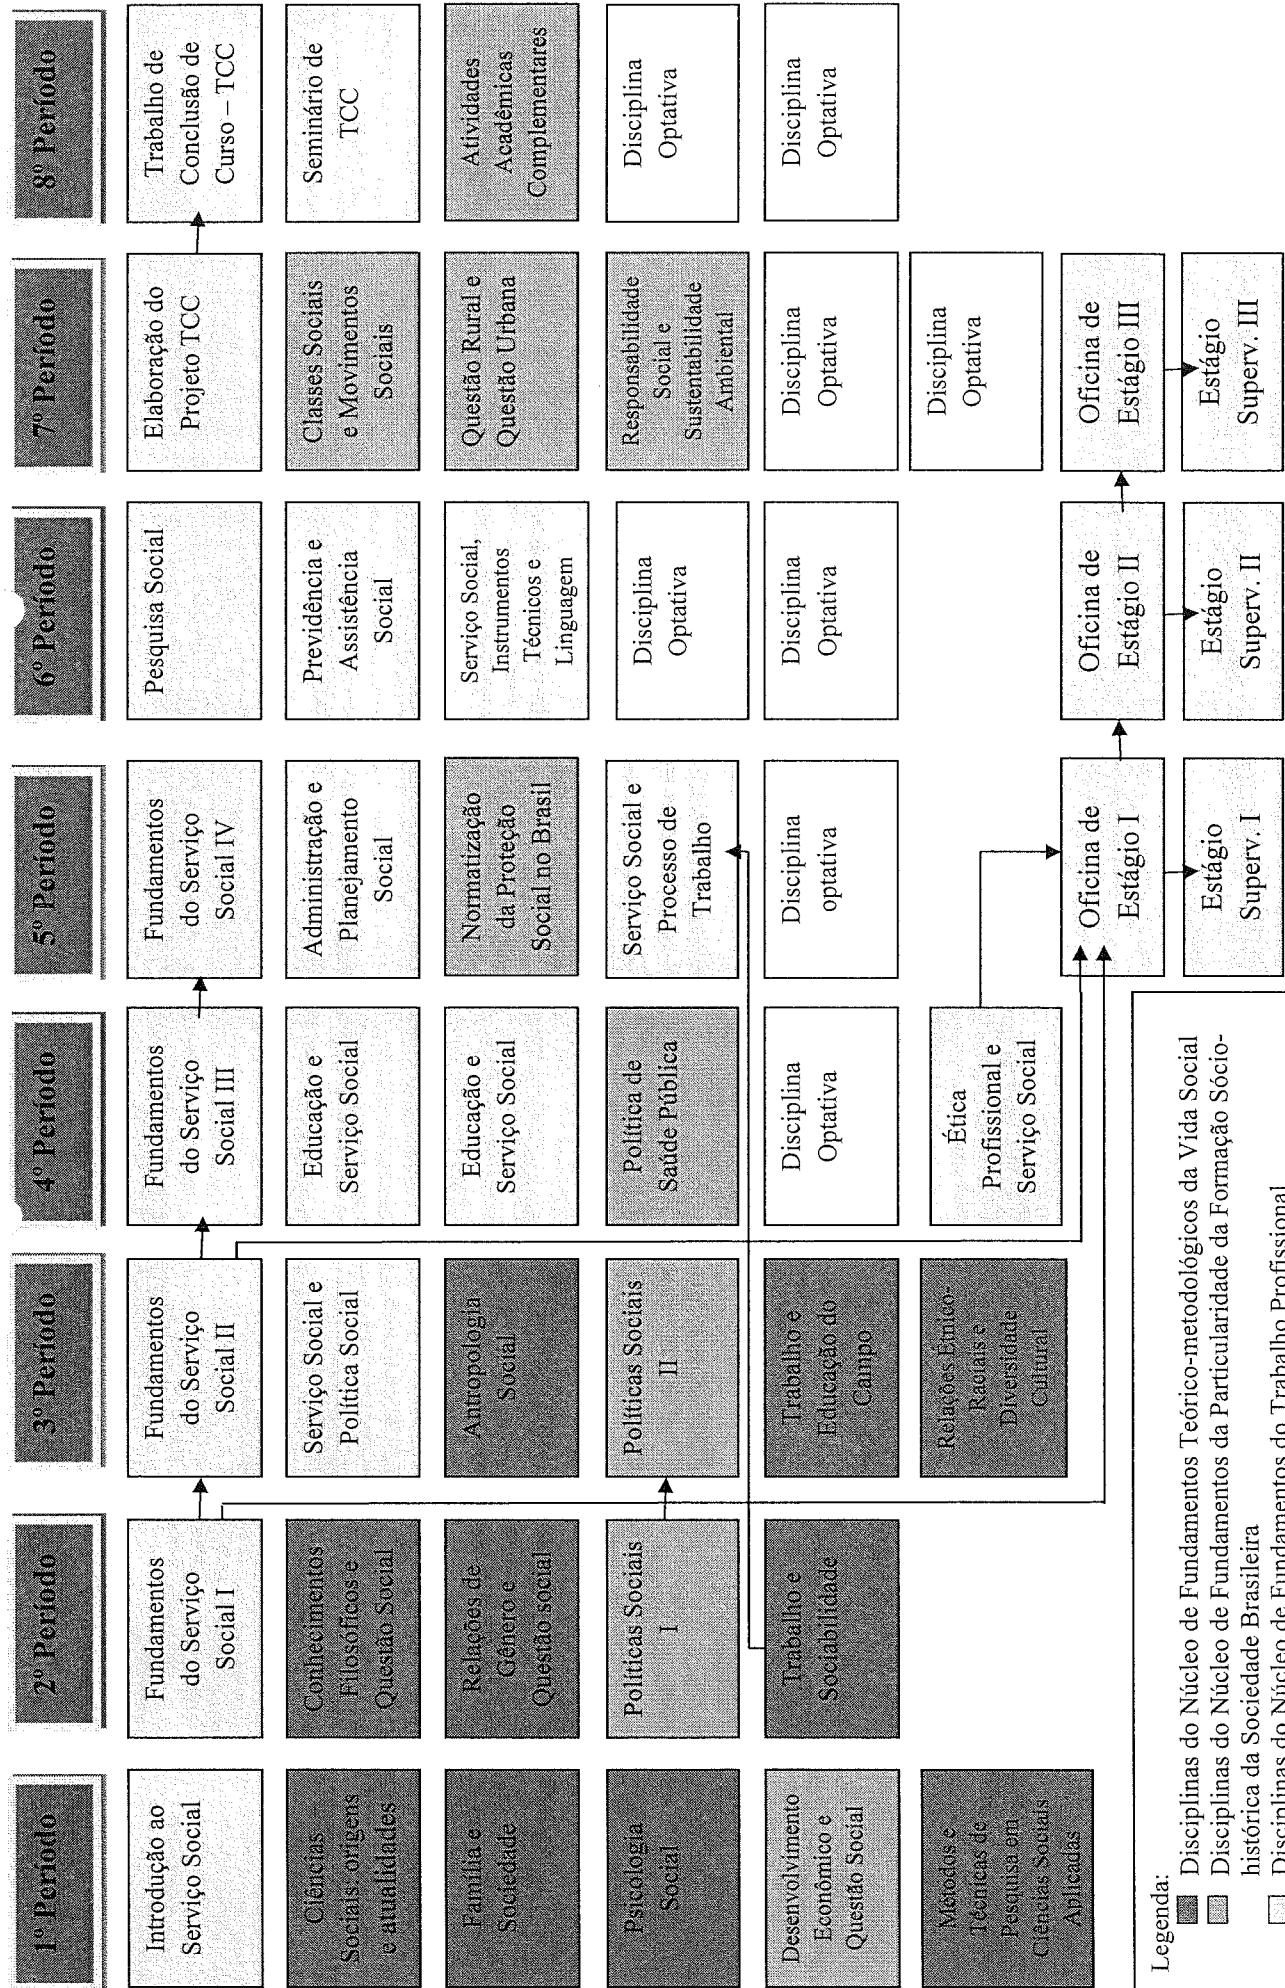 1º Período
Introdução ao
Serviço Social
Ciências
Sociais: origens
e atualidades
Família e
Sociedade
Psicologia
Social
Desenvolvimento
Econômico e
Questão Social
Métodos e
Técnicas de
Pesquisa em
Ciências Sociais
Aplicadas
2º Período
Fundamentos
do Serviço
Social I
Conhecimentos
Filosóficos e
Questão Social
Relações de
Gênero e
Questão social
Políticas Sociais
I
Trabalho e
Sociabilidade
3º Período
Fundamentos
do Serviço
Social II
Serviço Social e
Política Social
Antropologia
Social
Políticas Sociais
II
Trabalho e
Educação do
Campo
Relações Étnico-
Raciais e
Diversidade
Cultural
4º Período
Fundamentos
do Serviço
Social III
Educação e
Serviço Social
Educação e
Serviço Social
Política de
Saúde Pública
Disciplina
Optativa
Ética
Profissional e
Serviço Social
5º Período
Fundamentos
do Serviço
Social IV
Administração e
Planejamento
Social
Normatização
da Proteção
Social no Brasil
Serviço Social e
Processo de
Trabalho
Disciplina
optativa
Oficina de
Estágio I
Estágio
Superv. I
6º Período
Pesquisa Social
Previdência e
Assistência
Social
Serviço Social,
Instrumentos
Técnicos e
Linguagem
Disciplina
Optativa
Disciplina
Optativa
Oficina de
Estágio II
Estágio
Superv. II
7º Período
Elaboração do
Projeto TCC
Classes Sociais
e Movimentos
Sociais
Questão Rural e
Questão Urbana
Responsabilidade
Social e
Sustentabilidade
Ambiental
Disciplina
Optativa
Disciplina
Optativa
Oficina de
Estágio III
Estágio
Superv. III
8º Período
Trabalho de
Conclusão de
Curso – TCC
Seminário de
TCC
Atividades
Acadêmicas
Complementares
Disciplina
Optativa
Disciplina
Optativa
Legenda:
Disciplinas do Núcleo de Fundamentos Teórico-metodológicos da Vida Social
Disciplinas do Núcleo de Fundamentos da Particularidade da Formação Sócio-
histórica da Sociedade Brasileira
Disciplinas do Núcleo de Fundamentos do Trabalho Profissional